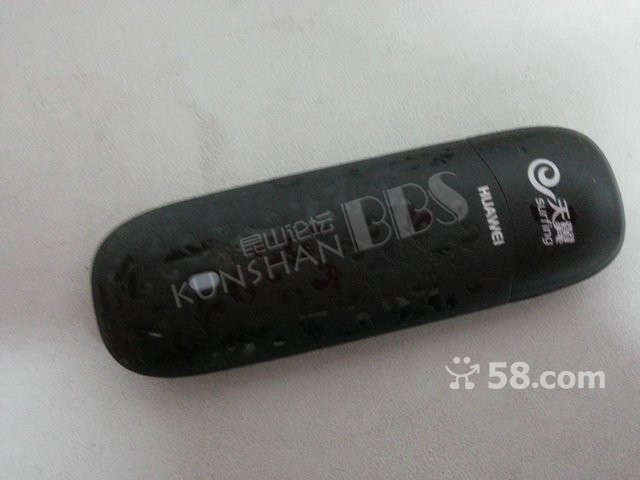 昆山论坛
KUNSHAN BBS
HUAWEI
天翼
surfing
58.com